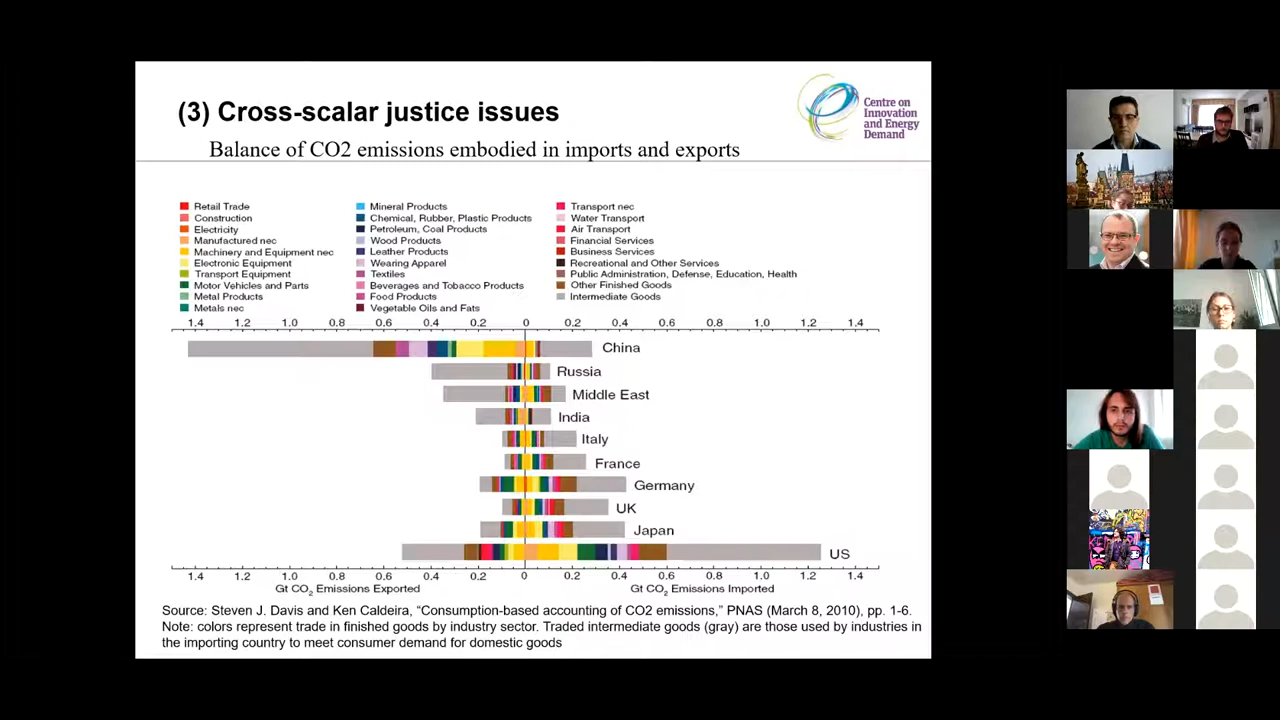 (3) Cross-scalar justice issues
Centre on
Innovation
and Energy
Demand
Balance of CO2 emissions embodied in imports and exports
Retail Trade
Construction
Electricity
Manufactured nec
Machinery and Equipment nec
Electronic Equipment
Transport Equipment
Motor Vehicles and Parts
Metal Products
Metals nec
Mineral Products
Chemical, Rubber, Plastic Products
Petroleum, Coal Products
Wood Products
Leather Products
Wearing Apparel
Textiles
Beverages and Tobacco Products
Food Products
Vegetable Oils and Fats
Transport nec
Water Transport
Air Transport
Financial Services
Business Services
Recreational and Other Services
Public Administration, Defense, Education, Health
Other Finished Goods
Intermediate Goods
1.4 1.2 1.0 0.8 0.6 0.4 0.2 0 0.2 0.4 0.6 0.8 1.0 1.2 1.4
China
Russia
Middle East
India
Italy
France
Germany
UK
Japan
US
1.4 1.2 1.0 0.8 0.6 0.4 0.2 0 0.2 0.4 0.6 0.8 1.0 1.2 1.4
Gt CO2 Emissions Exported Gt CO2 Emissions Imported
Source: Steven J. Davis and Ken Caldeira, “Consumption-based accounting of CO2 emissions,” PNAS (March 8, 2010), pp. 1-6.
Note: colors represent trade in finished goods by industry sector. Traded intermediate goods (gray) are those used by industries in
the importing country to meet consumer demand for domestic goods